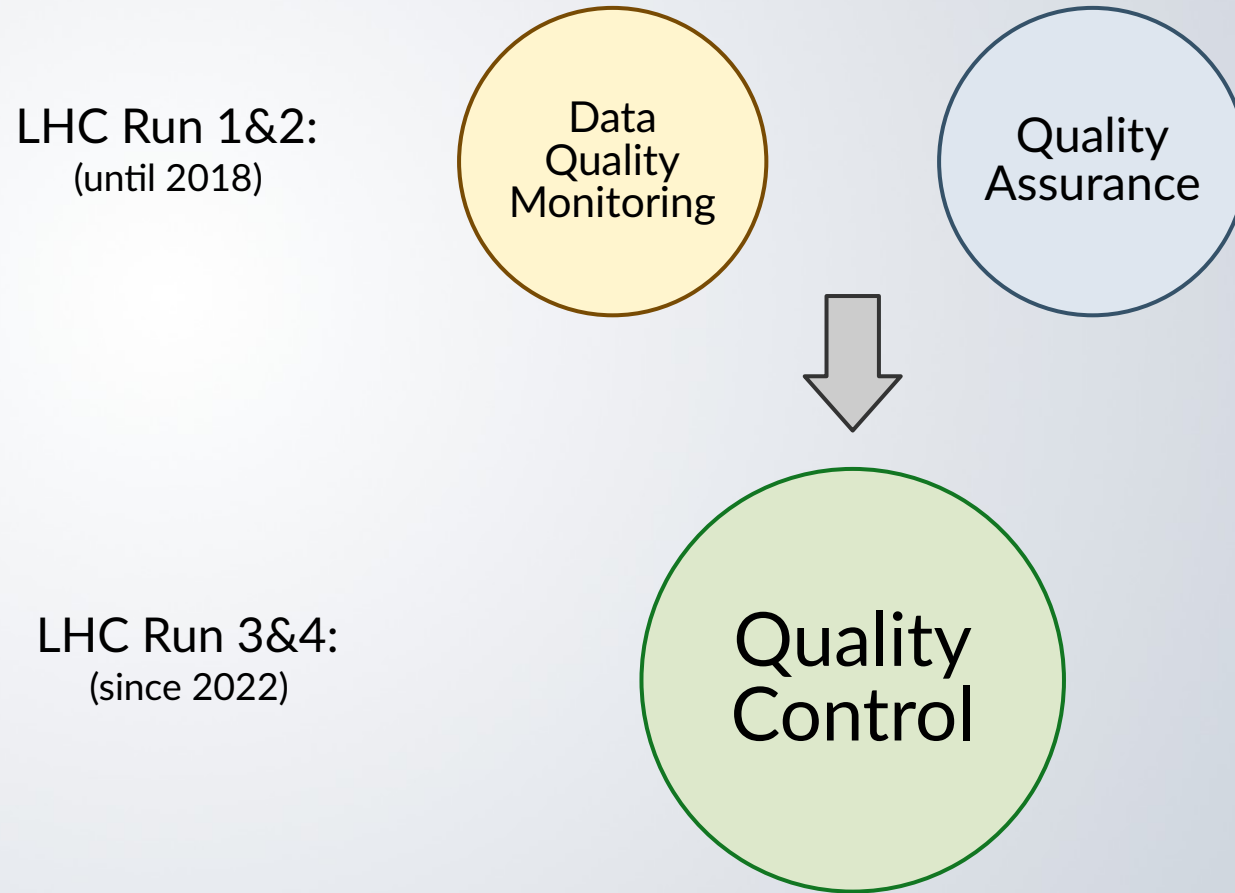 LHC Run 1&2:
(until 2018)
Data
Quality
Monitoring
Quality
Assurance
LHC Run 3&4:
(since 2022)
Quality
Control